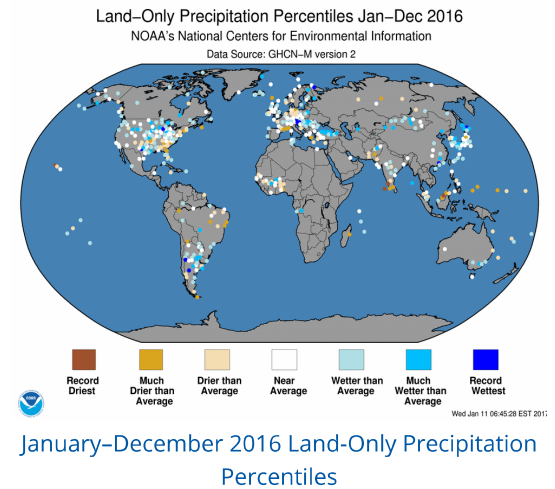 Land–Only Precipitation Percentiles Jan–Dec 2016
NOAA's National Centers for Environmental Information
Data Source: GHCN–M version 2
Record Driest
Much Drier than Average
Drier than Average
Near Average
Wetter than Average
Much Wetter than Average
Record Wettest
NOAA
Wed Jan 11 06:45:28 EST 2017
January–December 2016 Land-Only Precipitation
Percentiles